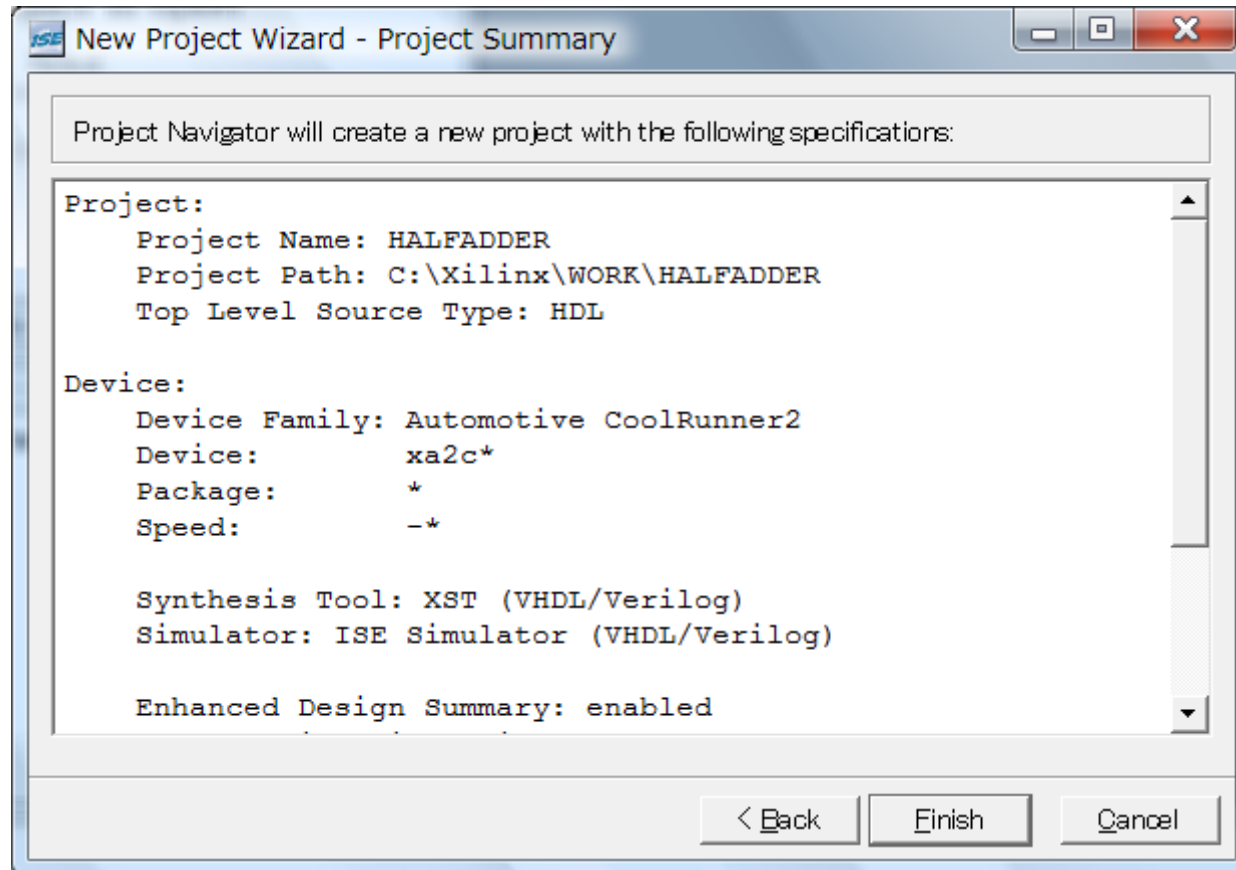 ISE New Project Wizard - Project Summary
Project Navigator will create a new project with the following specifications:
Project:
Project Name: HALFADDER
Project Path: C:\Xilinx\WORK\HALFADDER
Top Level Source Type: HDL
Device:
Device Family: Automotive CoolRunner2
Device: xa2c*
Package: *
Speed: -*
Synthesis Tool: XST (VHDL/Verilog)
Simulator: ISE Simulator (VHDL/Verilog)
Enhanced Design Summary: enabled
< Back Finish Cancel